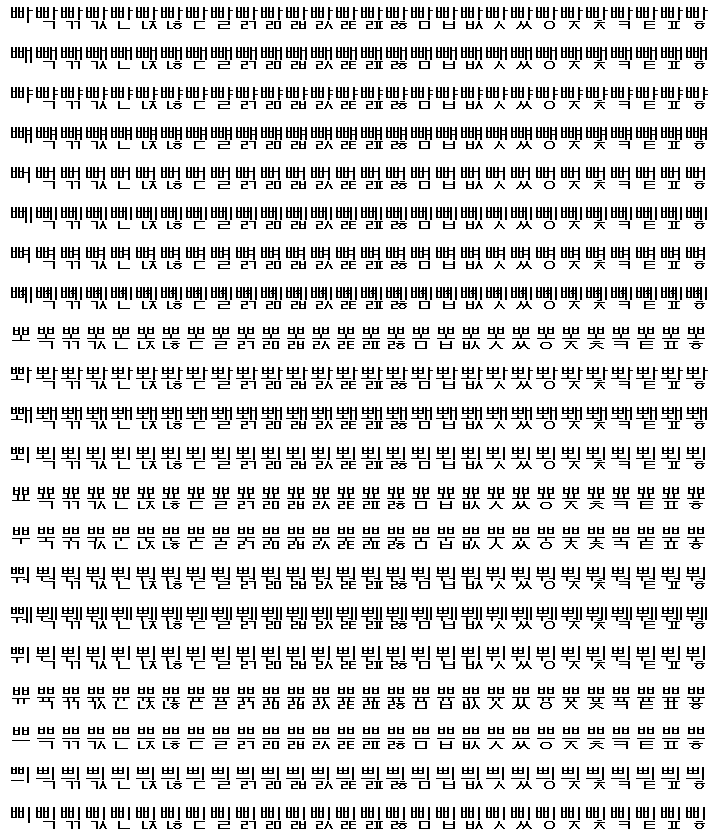 빠빡빢빣빤빥빦빧빨빩빪빫빬빭빮빯빰빱빲빳빴빵빶빷빸빹빺빻
빼빽빾빿뺀뺁뺂뺃뺄뺅뺆뺇뺈뺉뺊뺋뺌뺍뺎뺏뺐뺑뺒뺓뺔뺕뺖뺗
뺘뺙뺚뺛뺜뺝뺞뺟뺠뺡뺢뺣뺤뺥뺦뺧뺨뺩뺪뺫뺬뺭뺮뺯뺰뺱뺲뺳
뺴뺵뺶뺷뺸뺹뺺뺻뺼뺽뺾뺿뻀뻁뻂뻃뻄뻅뻆뻇뻈뻉뻊뻋뻌뻍뻎뻏
뻐뻑뻒뻓뻔뻕뻖뻗뻘뻙뻚뻛뻜뻝뻞뻟뻠뻡뻢뻣뻤뻥뻦뻧뻨뻩뻪뻫
뻬뻭뻮뻯뻰뻱뻲뻳뻴뻵뻶뻷뻸뻹뻺뻻뻼뻽뻾뻿뼀뼁뼂뼃뼄뼅뼆뼇
뼈뼉뼊뼋뼌뼍뼎뼏뼐뼑뼒뼓뼔뼕뼖뼗뼘뼙뼚뼛뼜뼝뼞뼟뼠뼡뼢뼣
뼤뼥뼦뼧뼨뼩뼪뼫뼬뼭뼮뼯뼰뼱뼲뼳뼴뼵뼶뼷뼸뼹뼺뼻뼼뼽뼾뼿
뽀뽁뽂뽃뽄뽅뽆뽇뽈뽉뽊뽋뽌뽍뽎뽏뽐뽑뽒뽓뽔뽕뽖뽗뽘뽙뽚뽛
뽜뽝뽞뽟뽠뽡뽢뽣뽤뽥뽦뽧뽨뽩뽪뽫뽬뽭뽮뽯뽰뽱뽲뽳뽴뽵뽶뽷
뽸뽹뽺뽻뽼뽽뽾뽿뾀뾁뾂뾃뾄뾅뾆뾇뾈뾉뾊뾋뾌뾍뾎뾏뾐뾑뾒뾓
뾔뾕뾖뾗뾘뾙뾚뾛뾜뾝뾞뾟뾠뾡뾢뾣뾤뾥뾦뾧뾨뾩뾪뾫뾬뾭뾮뾯
뾰뾱뾲뾳뾴뾵뾶뾷뾸뾹뾺뾻뾼뾽뾾뾿뿀뿁뿂뿃뿄뿅뿆뿇뿈뿉뿊뿋
뿌뿍뿎뿏뿐뿑뿒뿓뿔뿕뿖뿗뿘뿙뿚뿛뿜뿝뿞뿟뿠뿡뿢뿣뿤뿥뿦뿧
뿨뿩뿪뿫뿬뿭뿮뿯뿰뿱뿲뿳뿴뿵뿶뿷뿸뿹뿺뿻뿼뿽뿾뿿쀀쀁쀂쀃
쀄쀅쀆쀇쀈쀉쀊쀋쀌쀍쀎쀏쀐쀑쀒쀓쀔쀕쀖쀗쀘쀙쀚쀛쀜쀝쀞쀟
쀠쀡쀢쀣쀤쀥쀦쀧쀨쀩쀪쀫쀬쀭쀮쀯쀰쀱쀲쀳쀴쀵쀶쀷쀸쀹쀺쀻
쀼쀽쀾쀿쁀쁁쁂쁃쁄쁅쁆쁇쁈쁉쁊쁋쁌쁍쁎쁏쁐쁑쁒쁓쁔쁕쁖쁗
쁘쁙쁚쁛쁜쁝쁞쁟쁠쁡쁢쁣쁤쁥쁦쁧쁨쁩쁪쁫쁬쁭쁮쁯쁰쁱쁲쁳
쁴쁵쁶쁷쁸쁹쁺쁻쁼쁽쁾쁿삀삁삂삃삄삅삆삇삈삉삊삋삌삍삎삏
삐삑삒삓삔삕삖삗삘삙삚삛삜삝삞삟삠삡삢삣삤삥삦삧삨삩삪삫